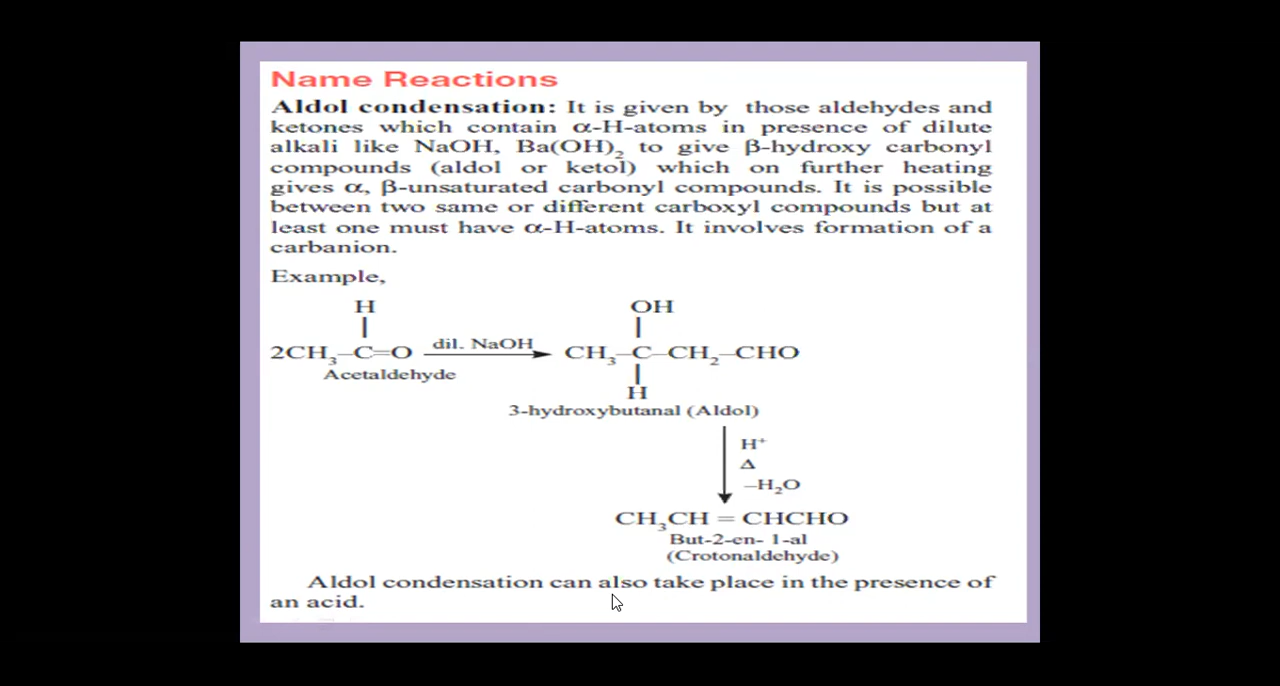 Name Reactions
Aldol condensation: It is given by those aldehydes and
ketones which contain α-H-atoms in presence of dilute
alkali like NaOH, Ba(OH)₂ to give β-hydroxy carbonyl
compounds (aldol or ketol) which on further heating
gives α, β-unsaturated carbonyl compounds. It is possible
between two same or different carboxyl compounds but at
least one must have α-H-atoms. It involves formation of a
carbanion.
Example,
H OH
| |
2CH₃–C=O dil. NaOH CH₃–C–CH₂–CHO
Acetaldehyde |
H
3-hydroxybutanal (Aldol)
H⁺
Δ
–H₂O
CH₃CH = CHCHO
But-2-en- 1-al
(Crotonaldehyde)
Aldol condensation can also take place in the presence of
an acid.